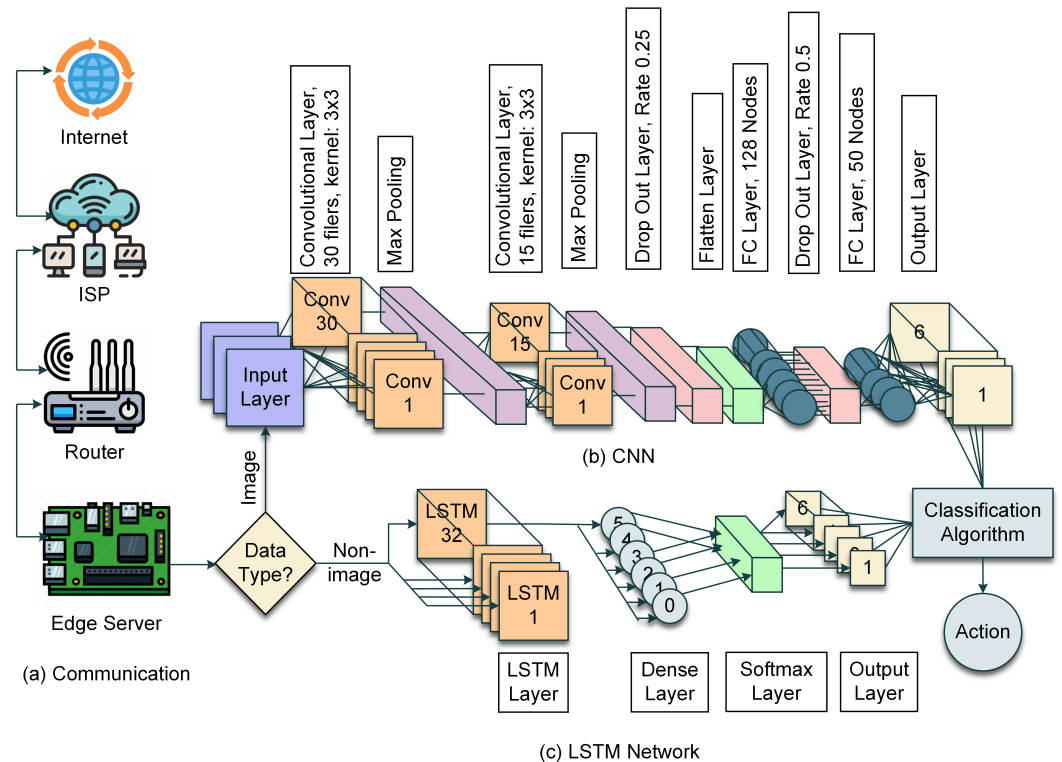 Internet
ISP
Router
Edge Server
(a) Communication
Convolutional Layer,
30 filers, kernel: 3x3
Max Pooling
Convolutional Layer,
15 filers, kernel: 3x3
Max Pooling
Drop Out Layer, Rate 0.25
Flatten Layer
FC Layer, 128 Nodes
Drop Out Layer, Rate 0.5
FC Layer, 50 Nodes
Output Layer
Input
Layer
Conv
30
Conv
1
Conv
15
Conv
1
6
1
(b) CNN
Image
Data
Type?
Non-
image
LSTM
32
LSTM
1
5
4
3
2
1
0
6
1
Classification
Algorithm
Action
LSTM
Layer
Dense
Layer
Softmax
Layer
Output
Layer
(c) LSTM Network